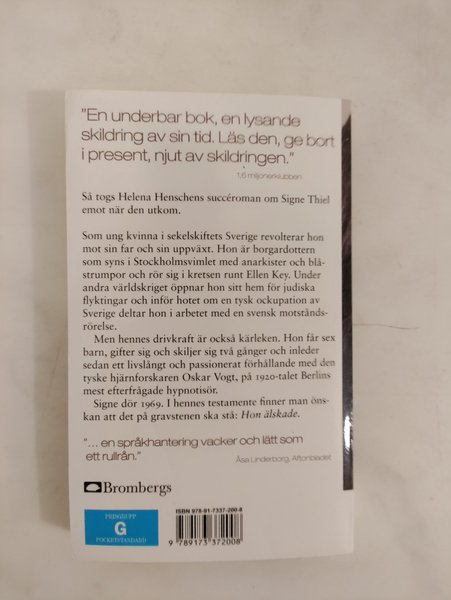 "En underbar bok, en lysande
skildring av sin tid. Läs den, ge bort
i present, njut av skildringen."
1,6 miljonerklubben
Så togs Helena Henschens succéroman om Signe Thiel
emot när den utkom.
Som ung kvinna i sekelskiftets Sverige revolterar hon
mot sin far och sin uppväxt. Hon är borgardottern
som syns i Stockholmsvimlet med anarkister och blå-
strumpor och rör sig i kretsen runt Ellen Key. Under
andra världskriget öppnar hon sitt hem för judiska
flyktingar och inför hotet om en tysk ockupation av
Sverige deltar hon i arbetet med en svensk motstånds-
rörelse.
Men hennes drivkraft är också kärleken. Hon får sex
barn, gifter sig och skiljer sig två gånger och inleder
sedan ett livslångt och passionerat förhållande med den
tyske hjärnforskaren Oskar Vogt, på 1920-talet Berlins
mest efterfrågade hypnotisör.
Signe dör 1969. I hennes testamente finner man öns-
kan att det på gravstenen ska stå: Hon älskade.
"... en språkhantering vacker och lätt som
ett rullrån."
Åsa Linderborg, Aftonbladet
Brombergs
PRISGRUPP
G
POCKETSTANDARD
ISBN 978-91-7337-200-8
9 789173 372008